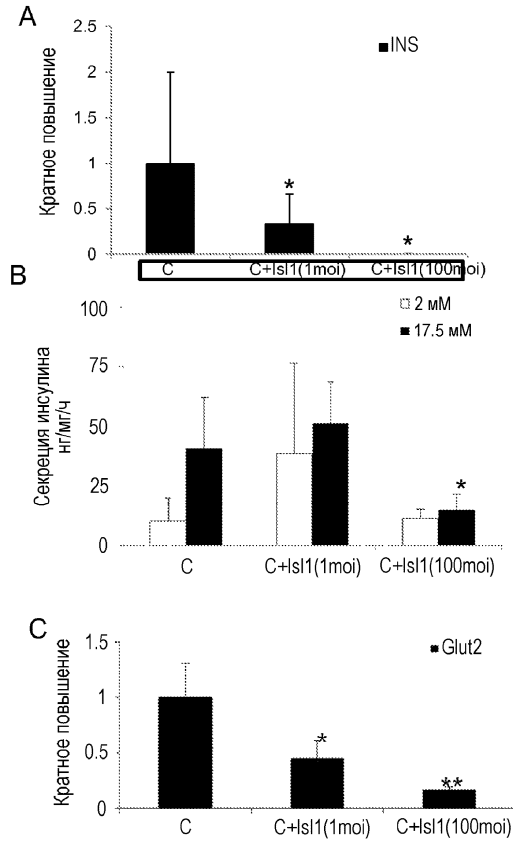 A
Кратное повышение
2.5
2
1.5
1
0.5
0
INS
*
*
C
C+Isl1(1moi)
C+Isl1(100moi)
B
Секреция инсулина
нг/мг/ч
100
75
50
25
0
2 мМ
17.5 мМ
*
C
C+Isl1(1moi)
C+Isl1(100moi)
C
Кратное повышение
1.5
1
0.5
0
Glut2
*
**
C
C+Isl1(1moi)
C+Isl1(100moi)